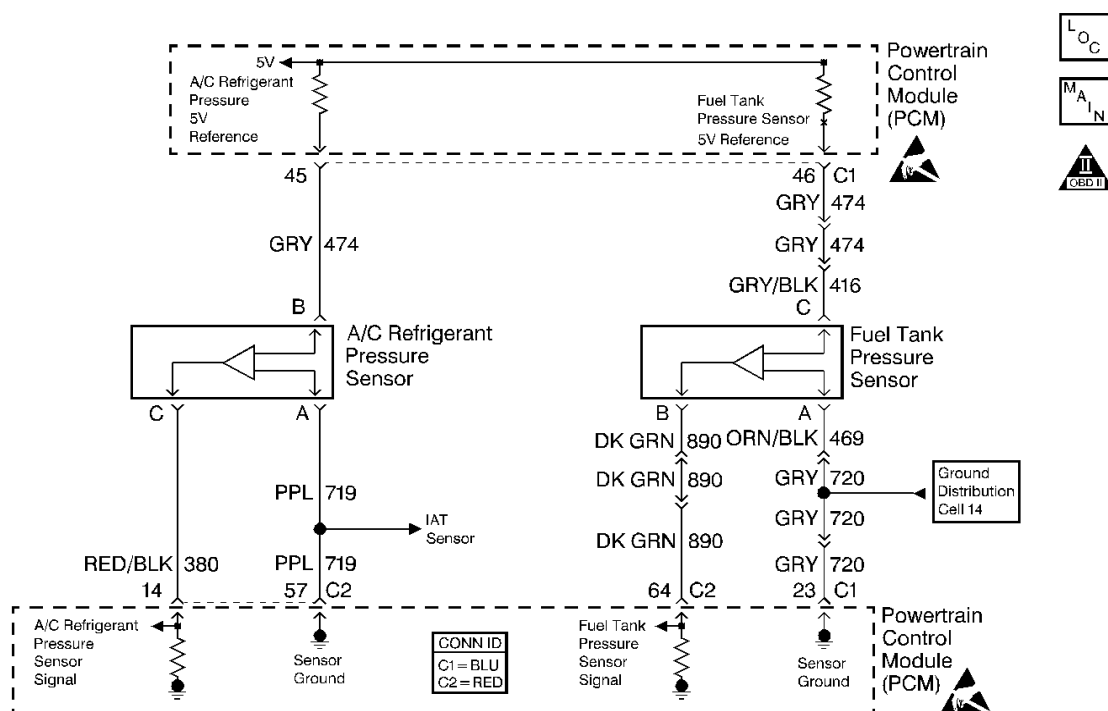 Powertrain
Control
Module
(PCM)
LOC
MAIN
II
OBD II
5V
A/C Refrigerant
Pressure
5V
Reference
Fuel Tank
Pressure Sensor
5V Reference
45
46 C1
GRY 474
GRY 474
GRY 474
GRY/BLK 416
B
C
A/C Refrigerant
Pressure
Sensor
Fuel Tank
Pressure
Sensor
C
A
B
A
DK GRN 890
ORN/BLK 469
DK GRN 890
GRY 720
Ground
Distribution
Cell 14
PPL 719
GRY 720
IAT
Sensor
DK GRN 890
RED/BLK 380
PPL 719
GRY 720
14
57 C2
64 C2
23 C1
A/C Refrigerant
Pressure
Sensor
Signal
Sensor
Ground
CONN ID
C1=BLU
C2=RED
Fuel Tank
Pressure
Sensor
Signal
Sensor
Ground
Powertrain
Control
Module
(PCM)